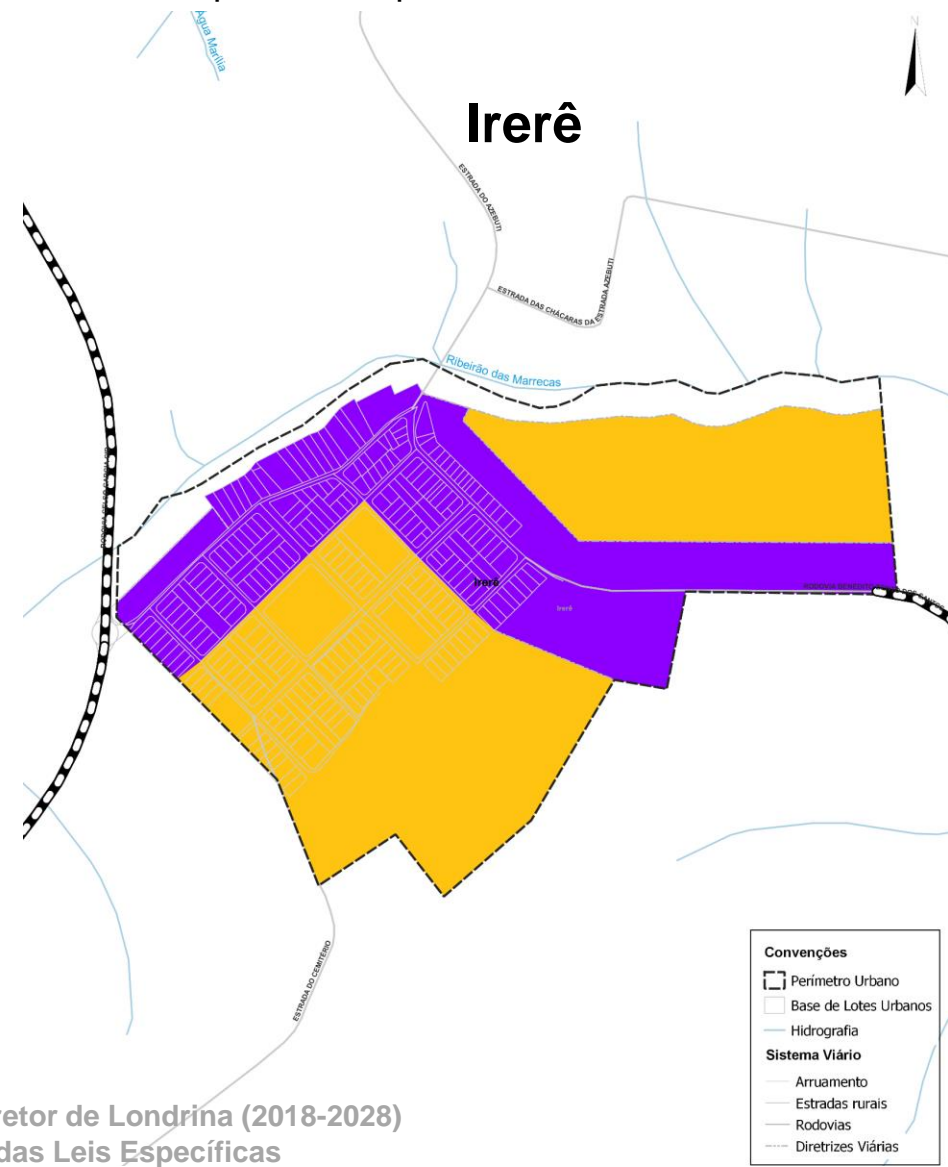 Água Marília
N
Irerê
ESTRADA DO AZEBUTI
ESTRADA DAS CHÁCARAS DA ESTRADA AZEBUTI
Ribeirão das Marrecas
Irerê
Irerê
RODOVIA BENEDITO
ESTRADA DO CEMITÉRIO
Convenções
Perímetro Urbano
Base de Lotes Urbanos
Hidrografia
Sistema Viário
Arruamento
Estradas rurais
Rodovias
Diretrizes Viárias
retor de Londrina (2018-2028)
das Leis Específicas